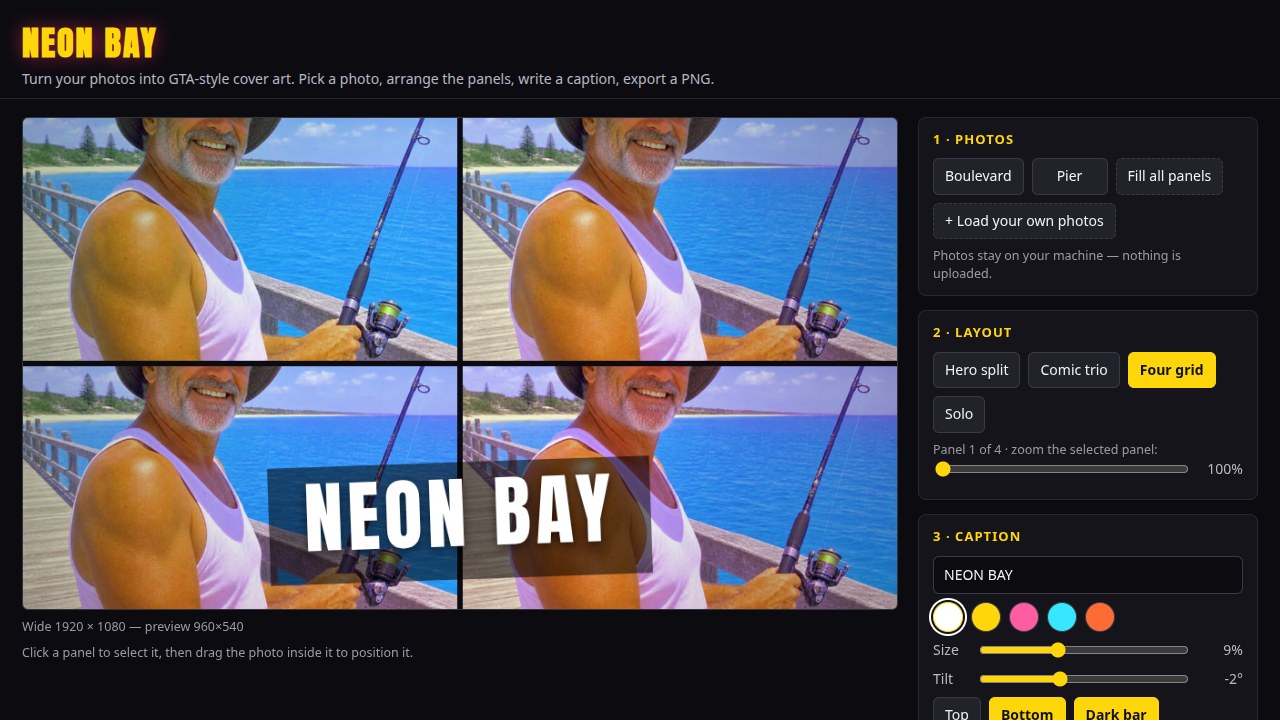 NEON BAY
Turn your photos into GTA-style cover art. Pick a photo, arrange the panels, write a caption, export a PNG.
NEON BAY
Wide 1920 × 1080 — preview 960×540
Click a panel to select it, then drag the photo inside it to position it.
1 · PHOTOS
Boulevard Pier Fill all panels
+ Load your own photos
Photos stay on your machine — nothing is
uploaded.
2 · LAYOUT
Hero split Comic trio Four grid
Solo
Panel 1 of 4 · zoom the selected panel:
100%
3 · CAPTION
NEON BAY
Size 9%
Tilt -2°
Top Bottom Dark bar